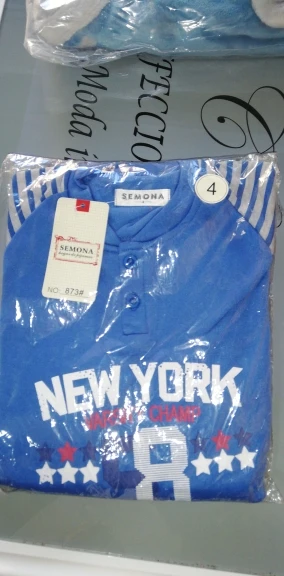 FECCIO
Moda i
SEMONA
4
SEMONA
NO: 873#
NEW YORK
CHAMP
8